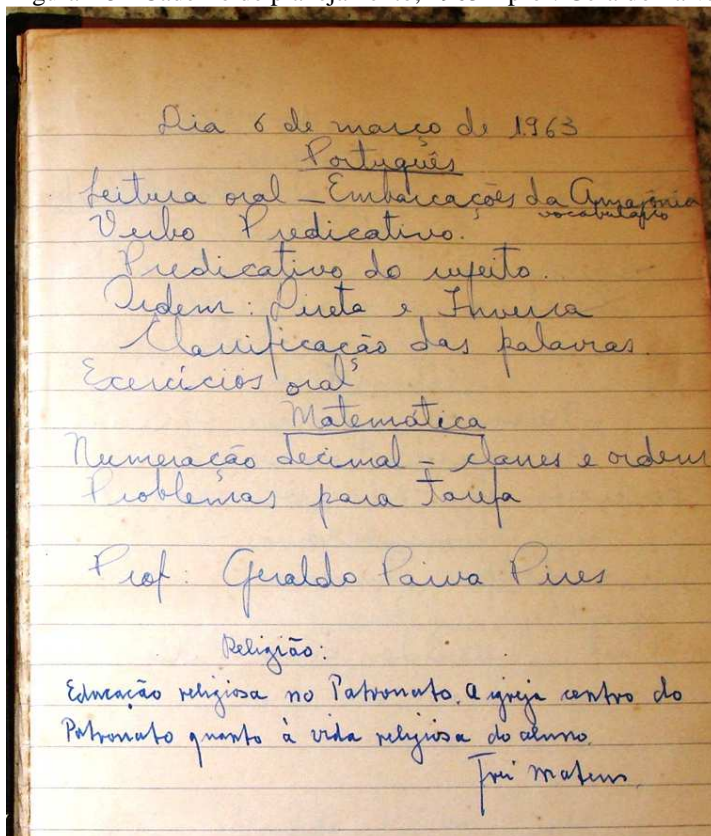 Dia 6 de março de 1963
Português
Leitura oral - Embarcações da Amazônia
vocabulário
Verbo Predicativo.
Predicativo do sujeito.
Ordem: Direta e Inversa
Classificação das palavras.
Exercícios oral s
Matemática
Numeração decimal - classes e ordem
Problemas para Tarefa
Prof: Geraldo Paiva Pires
Religião:
Educação religiosa no Patronato. A igreja centro do
Patronato quanto à vida religiosa do aluno.
Frei Mateus.